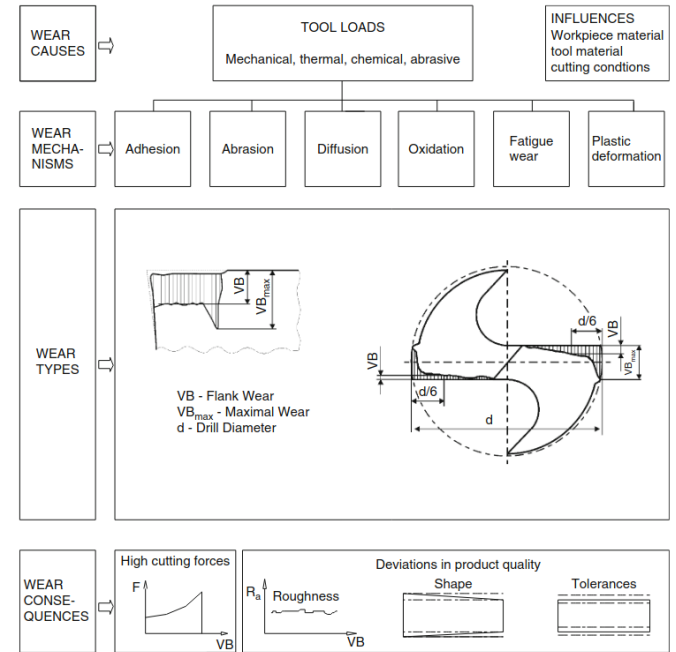 WEAR
CAUSES
TOOL LOADS
Mechanical, thermal, chemical, abrasive
INFLUENCES
Workpiece material
tool material
cutting condtions
WEAR
MECHA-
NISMS
Adhesion
Abrasion
Diffusion
Oxidation
Fatigue
wear
Plastic
deformation
WEAR
TYPES
VB
VBmax
VB - Flank Wear
VBmax - Maximal Wear
d - Drill Diameter
d/6
VB
VBmax
VB
d/6
d
WEAR
CONSE-
QUENCES
High cutting forces
F
VB
Deviations in product quality
Ra
Roughness
VB
Shape
Tolerances